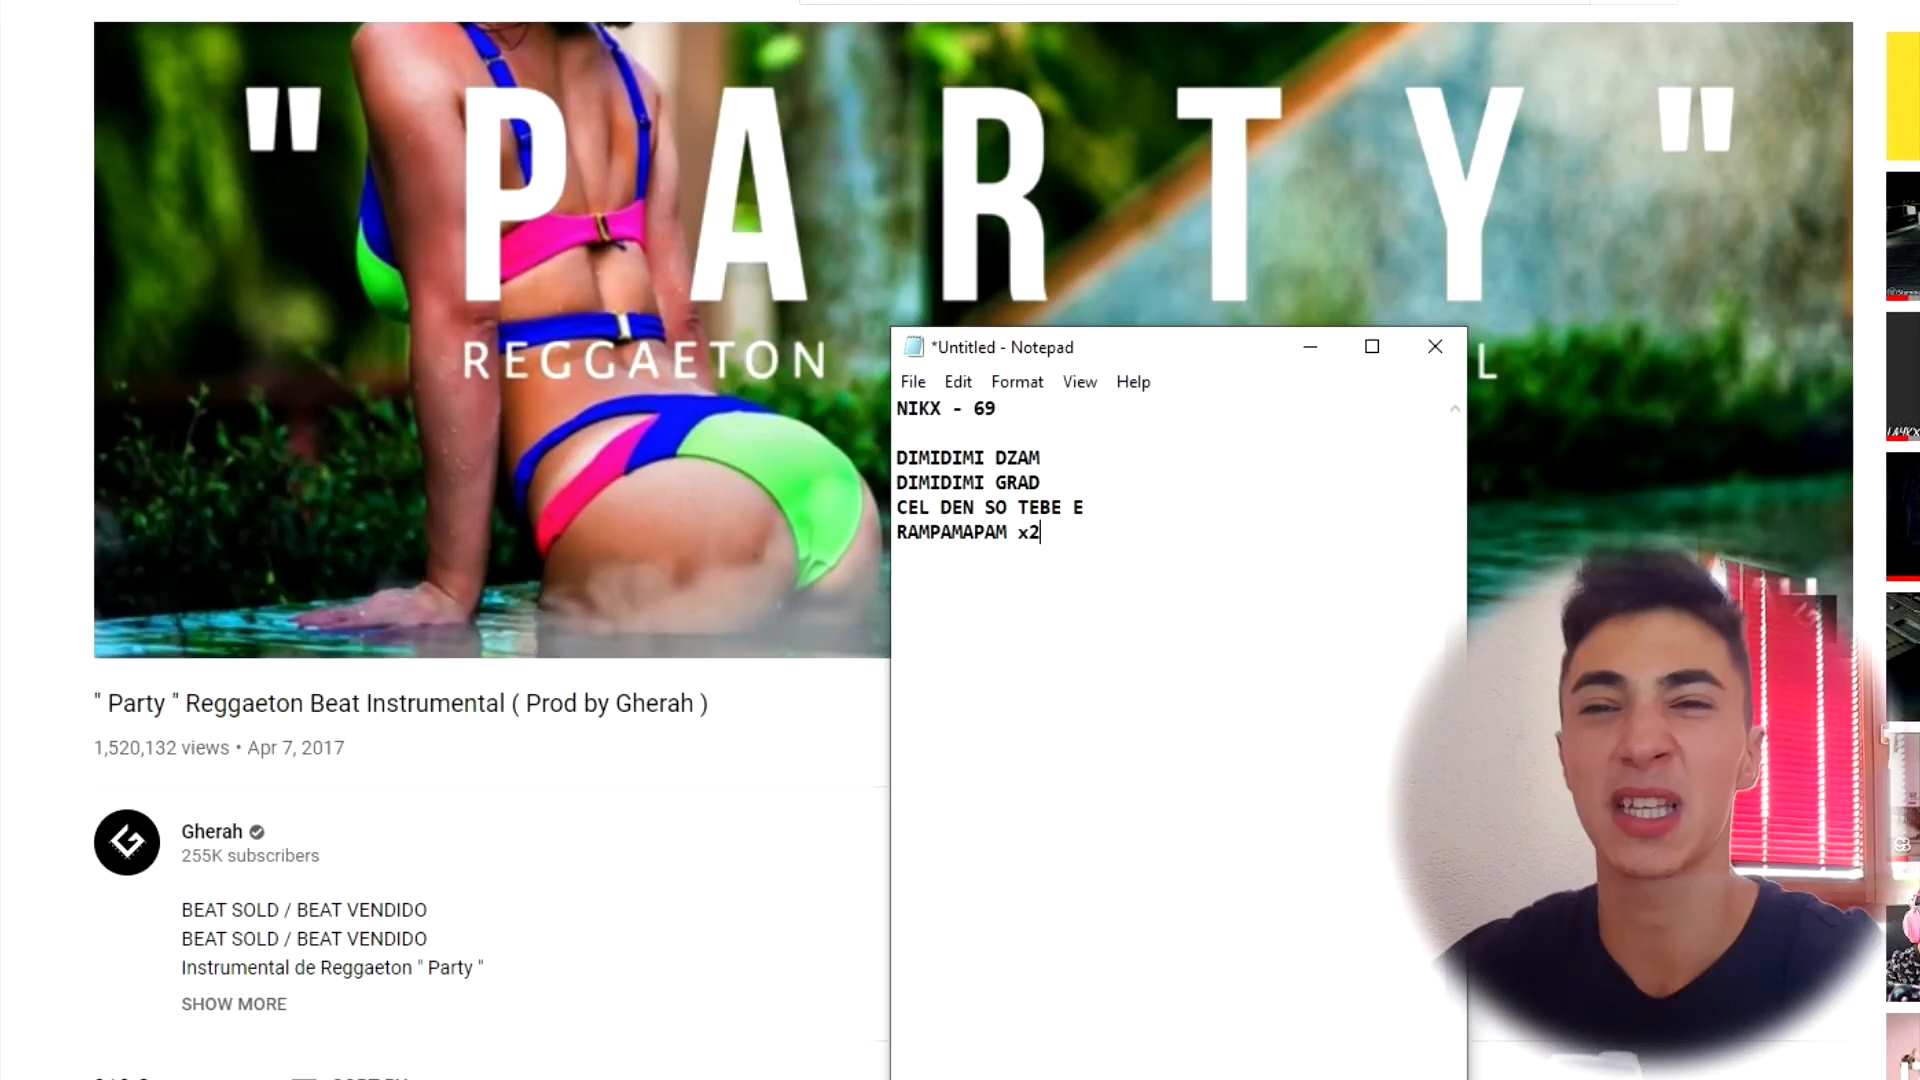 " PARTY "
REGGAETON
L
*Untitled - Notepad
File Edit Format View Help
NIKX - 69
DIMIDIMI DZAM
DIMIDIMI GRAD
CEL DEN SO TEBE E
RAMPAMAPAM x2
" Party " Reggaeton Beat Instrumental ( Prod by Gherah )
1,520,132 views • Apr 7, 2017
Gherah
255K subscribers
BEAT SOLD / BEAT VENDIDO
BEAT SOLD / BEAT VENDIDO
Instrumental de Reggaeton " Party "
SHOW MORE